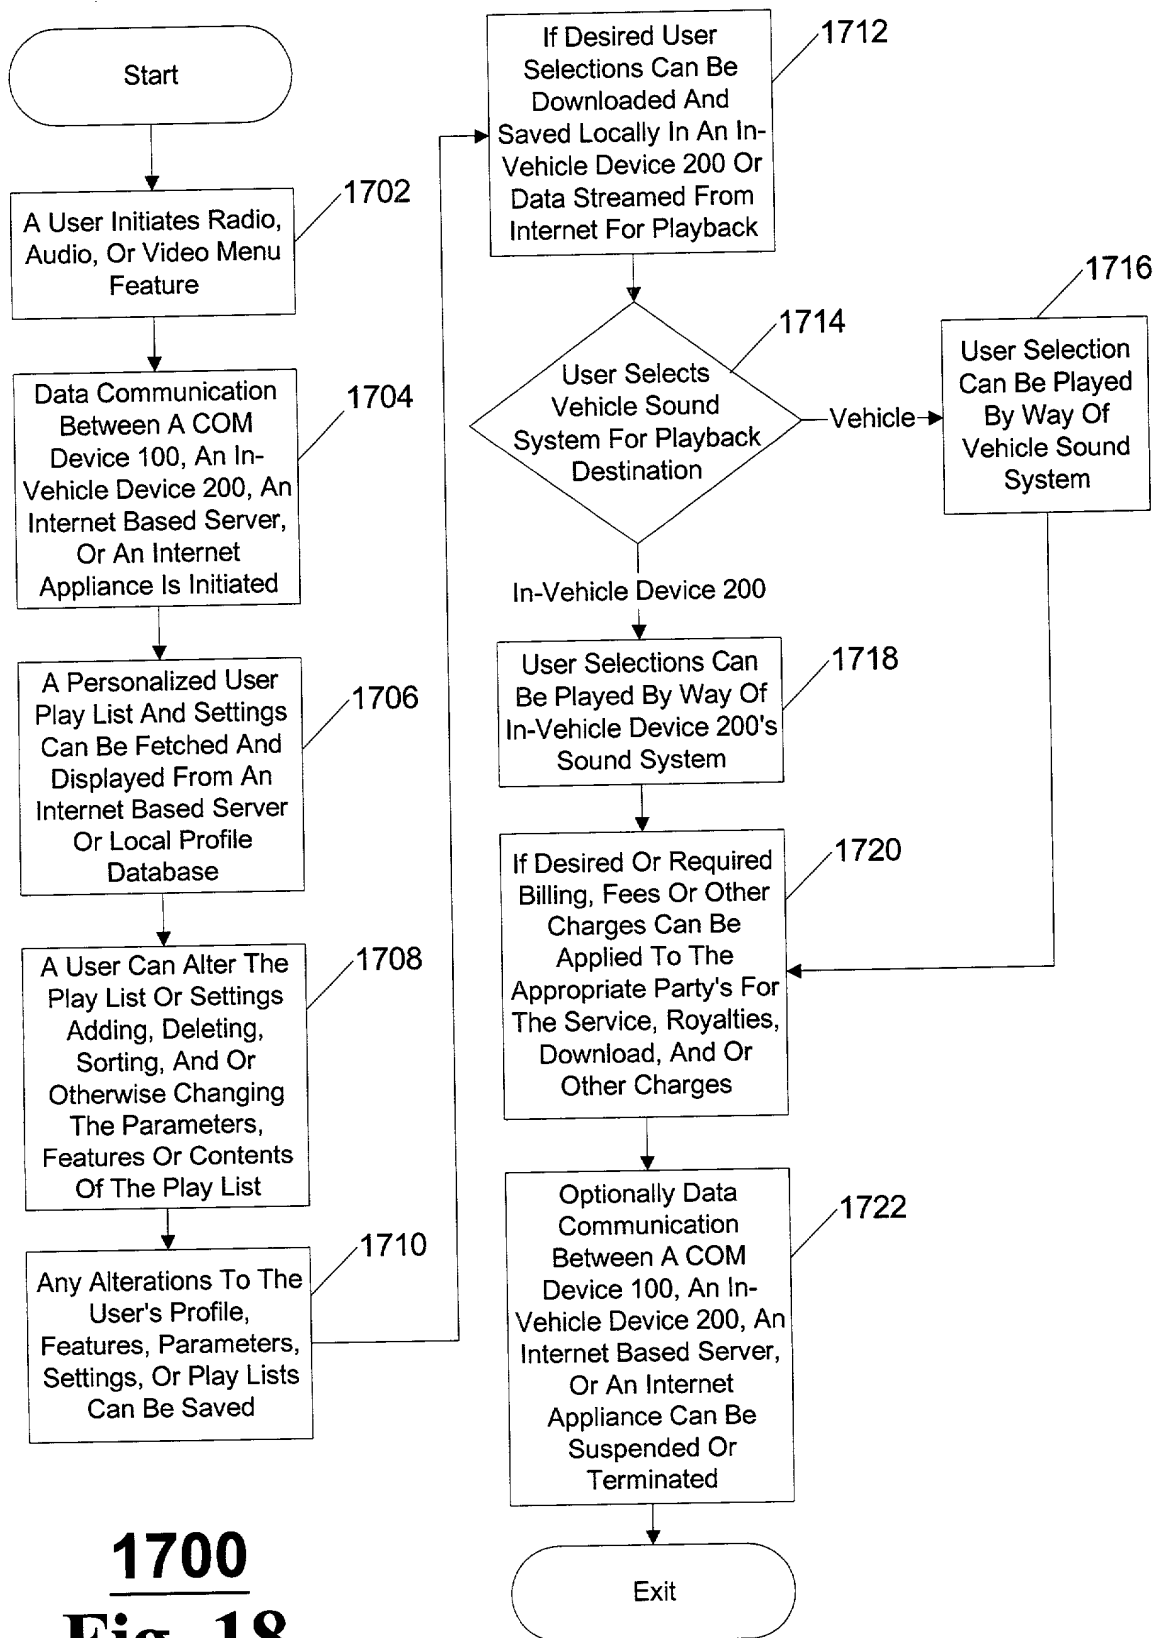 Start
1702
A User Initiates Radio,
Audio, Or Video Menu
Feature
1704
Data Communication
Between A COM
Device 100, An In-
Vehicle Device 200, An
Internet Based Server,
Or An Internet
Appliance Is Initiated
1706
A Personalized User
Play List And Settings
Can Be Fetched And
Displayed From An
Internet Based Server
Or Local Profile
Database
1708
A User Can Alter The
Play List Or Settings
Adding, Deleting,
Sorting, And Or
Otherwise Changing
The Parameters,
Features Or Contents
Of The Play List
1710
Any Alterations To The
User's Profile,
Features, Parameters,
Settings, Or Play Lists
Can Be Saved
1712
If Desired User
Selections Can Be
Downloaded And
Saved Locally In An In-
Vehicle Device 200 Or
Data Streamed From
Internet For Playback
1714
User Selects
Vehicle Sound
System For Playback
Destination
Vehicle
1716
User Selection
Can Be Played
By Way Of
Vehicle Sound
System
In-Vehicle Device 200
1718
User Selections Can
Be Played By Way Of
In-Vehicle Device 200's
Sound System
1720
If Desired Or Required
Billing, Fees Or Other
Charges Can Be
Applied To The
Appropriate Party's For
The Service, Royalties,
Download, And Or
Other Charges
1722
Optionally Data
Communication
Between A COM
Device 100, An In-
Vehicle Device 200, An
Internet Based Server,
Or An Internet
Appliance Can Be
Suspended Or
Terminated
Exit
1700
Fig. 18